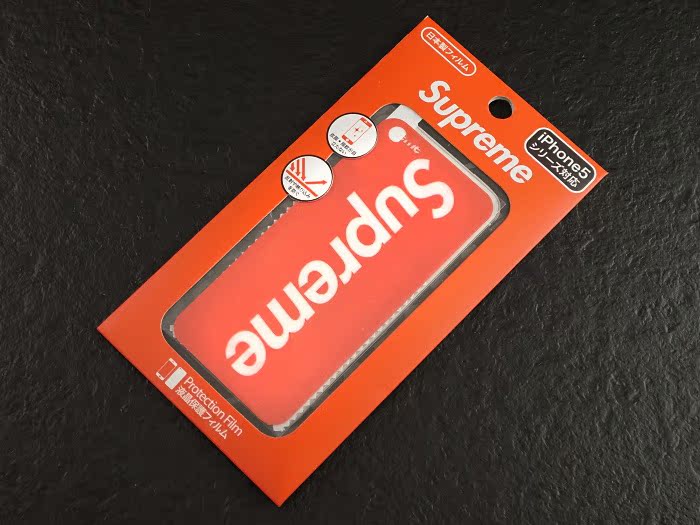 日本製フィルム
Supreme
iPhone5
シリーズ対応
Supreme
Protection Film
液晶保護フィルム